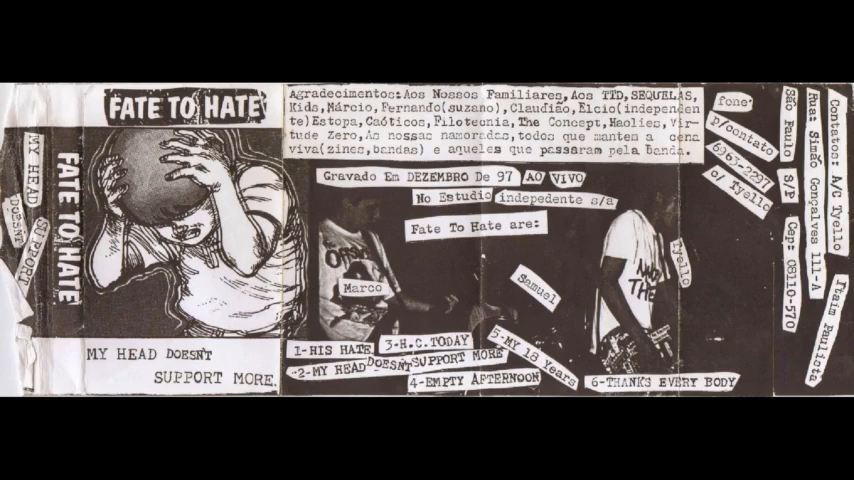 MY HEAD DOESN'T SUPPORT
FATE TO HATE
FATE TO HATE
MY HEAD DOESN'T
SUPPORT MORE.
Agradecimentos:Aos Nossos Familiares,Aos TTD,SEQUELAS,
Kids,Márcio,Fernando(suzano),Claudião,Elcio(independen
te)Estopa,Caóticos,Filotecnia,The Concept,Haolies,Vir-
tude Zero,As nossas namoradas,todos que mantem a cena
viva(zines,bandas) e aqueles que passaram pela banda.
Gravado Em DEZEMBRO De 97 AO VIVO
No Estudio indepedente s/a
Fate To Hate are:
Marco
Samuel
Tyello
1-HIS HATE
2-MY HEAD DOESN'T SUPPORT MORE
3-H.C.TODAY
4-EMPTY AFTERNOON
5-MY 18 Years
6-THANKS EVERY BODY
fone'
p/contato
6963-2297
c/ Tyello
Contatos: A/C Tyello
Rua: Simão Gonçalves 111-A
São Paulo S/P Cep: 08110-570
Itaim Paulista